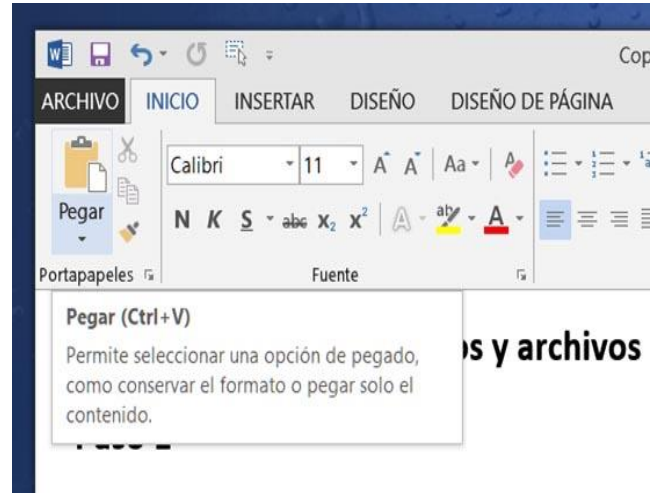 Cop
ARCHIVO INICIO INSERTAR DISEÑO DISEÑO DE PÁGINA
Calibri 11 A A Aa
Pegar
N K S abc X₂ X² A aby A
Portapapeles Fuente
Pegar (Ctrl+V)
Permite seleccionar una opción de pegado,
como conservar el formato o pegar solo el
contenido.
os y archivos